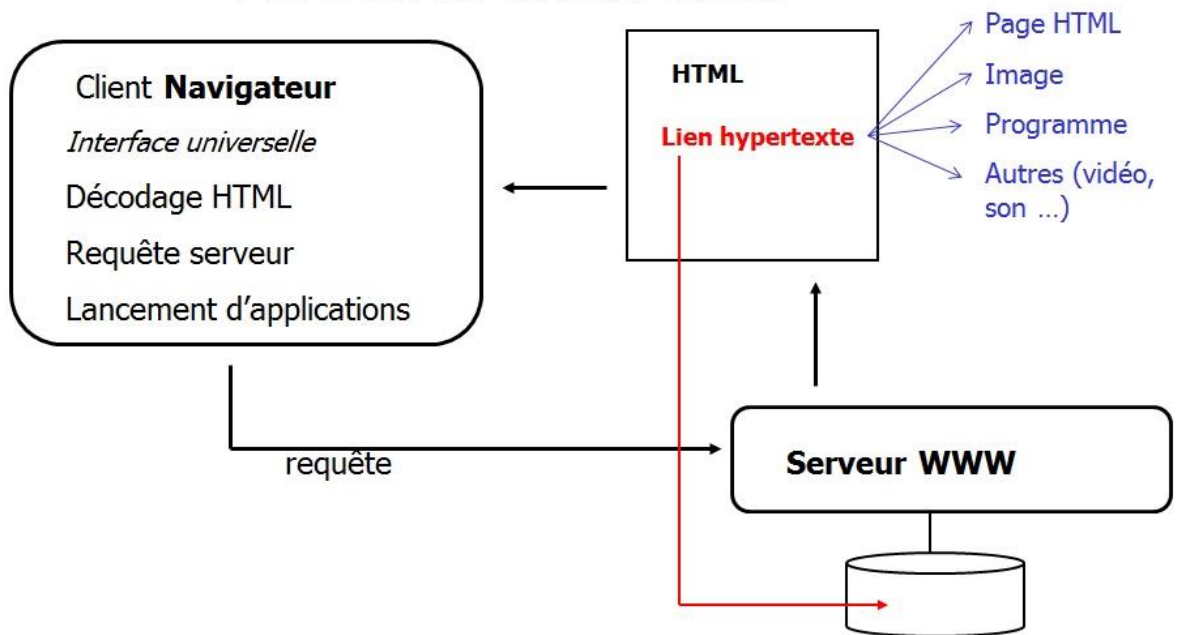 Client Navigateur
Interface universelle
Décodage HTML
Requête serveur
Lancement d'applications
HTML
Lien hypertexte
Page HTML
Image
Programme
Autres (vidéo,
son ...)
requête
Serveur WWW